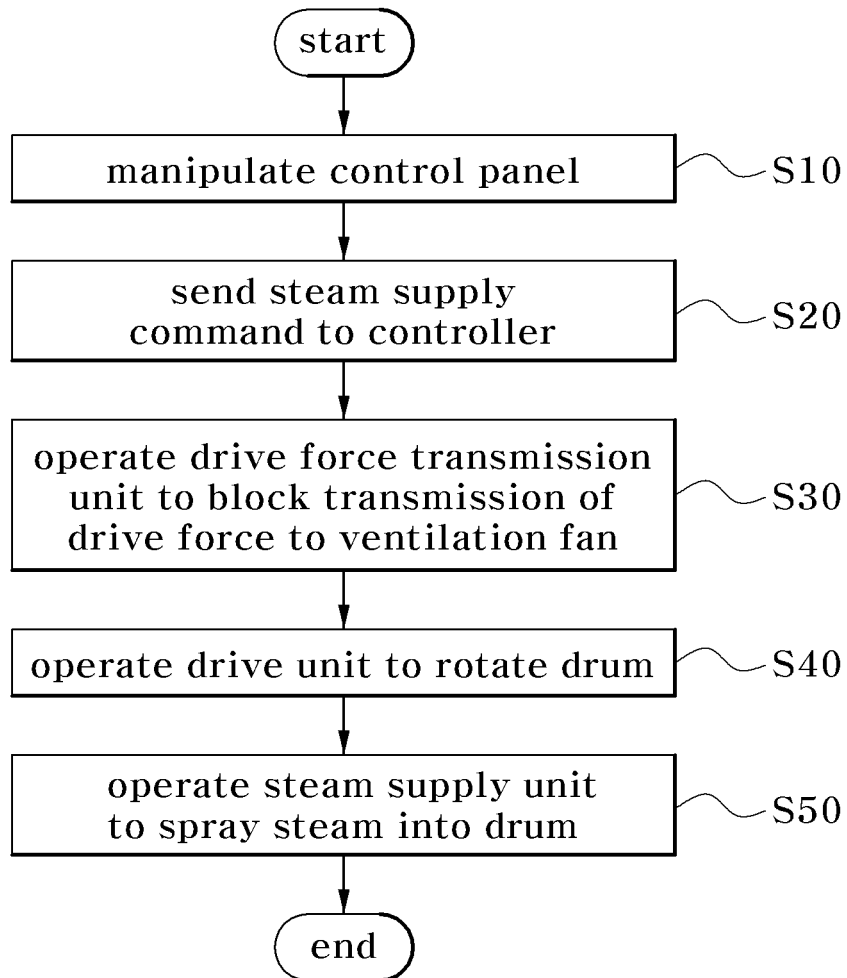 start
manipulate control panel
S10
send steam supply
command to controller
S20
operate drive force transmission
unit to block transmission of
drive force to ventilation fan
S30
operate drive unit to rotate drum
S40
operate steam supply unit
to spray steam into drum
S50
end